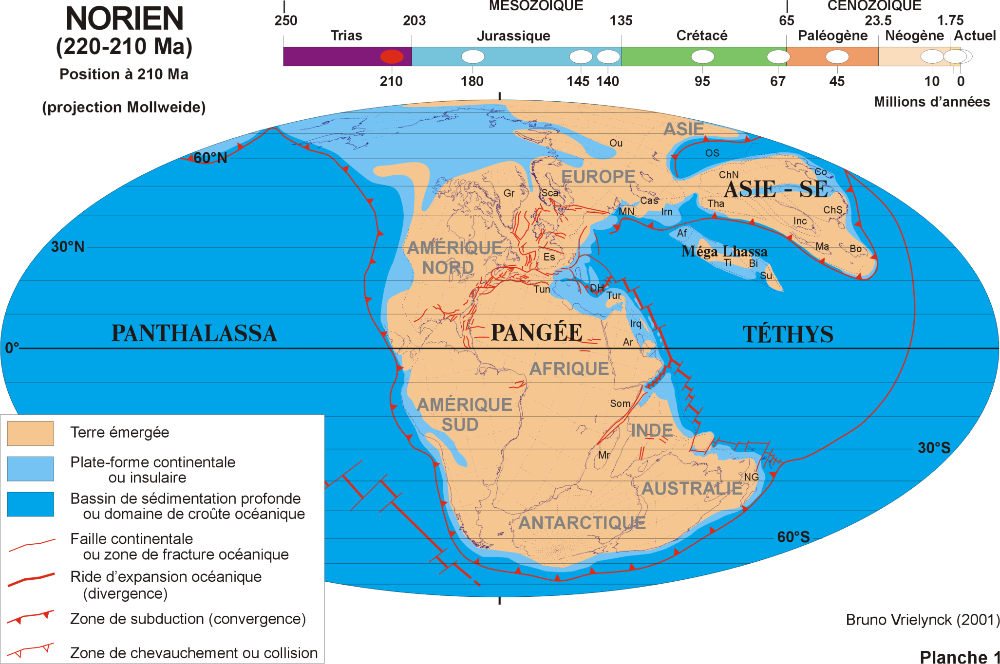 NORIEN
(220-210 Ma)
Position à 210 Ma
(projection Mollweide)
MESOZOÏQUE
CENOZOÏQUE
250 203 135 65 23.5 1.75
Trias Jurassique Crétacé Paléogène Néogène Actuel
210 180 145 140 95 67 45 10 0
Millions d’années
ASIE
Ou
OS
60°N
EUROPE
ChN
Co
ASIE - SE
Gr
Sca
Cas
Tha
MN
Irn
ChS
Inc
Af
30°N
AMÉRIQUE
NORD
Méga Lhassa
Ma
Bo
Es
Ti
Bi
Su
Tun
DH
Tur
Irq
PANTHALASSA
PANGÉE
TÉTHYS
Ar
0°
AFRIQUE
AMÉRIQUE
SUD
Som
INDE
30°S
Mr
NG
AUSTRALIE
ANTARCTIQUE
60°S
Terre émergée
Plate-forme continentale
ou insulaire
Bassin de sédimentation profonde
ou domaine de croûte océanique
Faille continentale
ou zone de fracture océanique
Ride d’expansion océanique
(divergence)
Zone de subduction (convergence)
Zone de chevauchement ou collision
Bruno Vrielynck (2001)
Planche 1